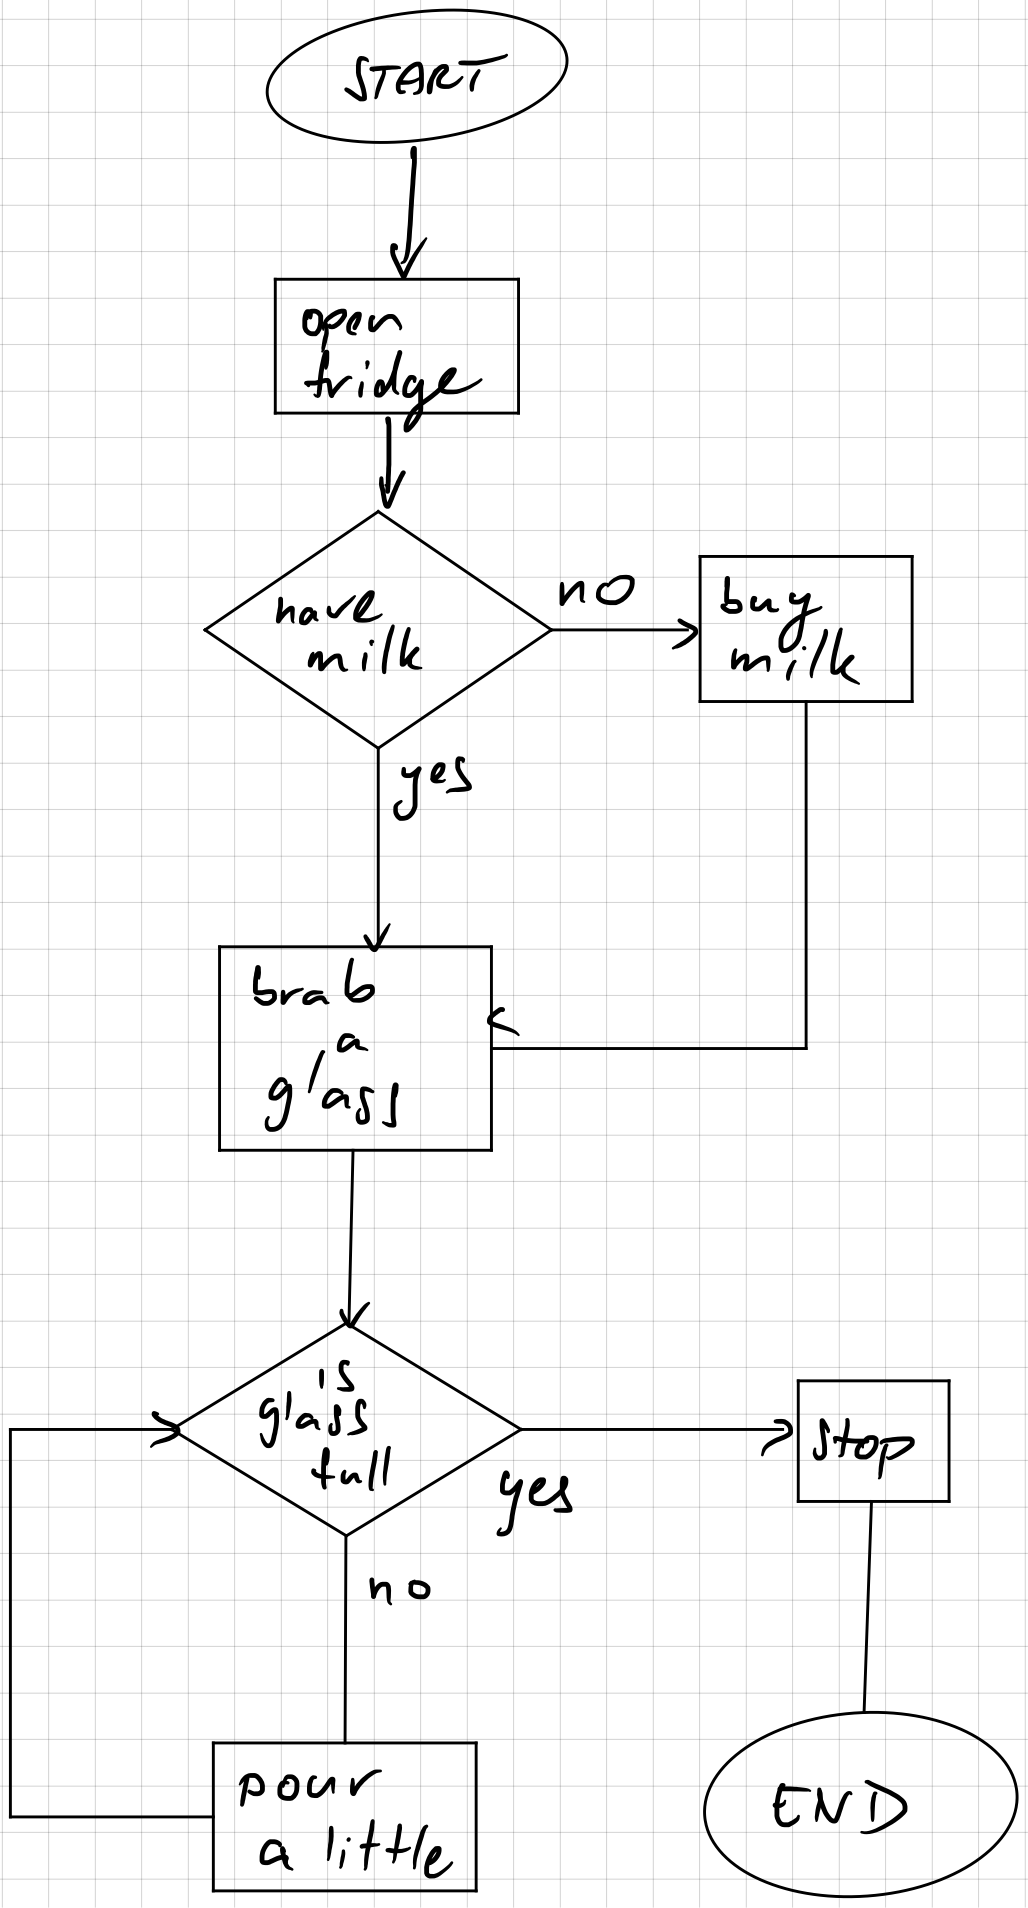 START
open
fridge
have
milk
no
buy
milk
yes
brab
a
glass
is
glass
full
yes
stop
no
pour
a little
END